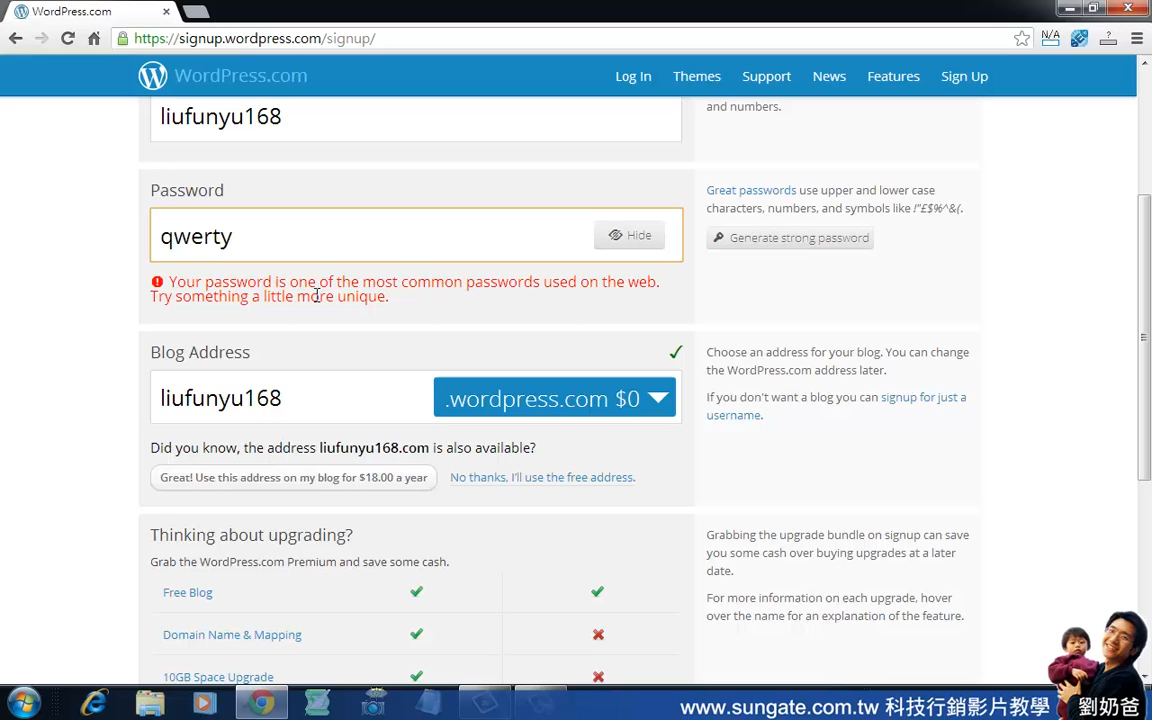 WordPress.com
https://signup.wordpress.com/signup/
N/A
?
WordPress.com
Log In
Themes
Support
News
Features
Sign Up
liufunyu168
and numbers.
Password
qwerty
Hide
Your password is one of the most common passwords used on the web.
Try something a little more unique.
Great passwords use upper and lower case
characters, numbers, and symbols like !"£$%^&(.
Generate strong password
Blog Address
liufunyu168
.wordpress.com $0
Did you know, the address liufunyu168.com is also available?
Great! Use this address on my blog for $18.00 a year
No thanks, I'll use the free address.
Choose an address for your blog. You can change
the WordPress.com address later.
If you don't want a blog you can signup for just a
username.
Thinking about upgrading?
Grab the WordPress.com Premium and save some cash.
Free Blog
Domain Name & Mapping
10GB Space Upgrade
Grabbing the upgrade bundle on signup can save
you some cash over buying upgrades at a later
date.
For more information on each upgrade, hover
over the name for an explanation of the feature.
www.sungate.com.tw 科技行銷影片教學
劉奶爸